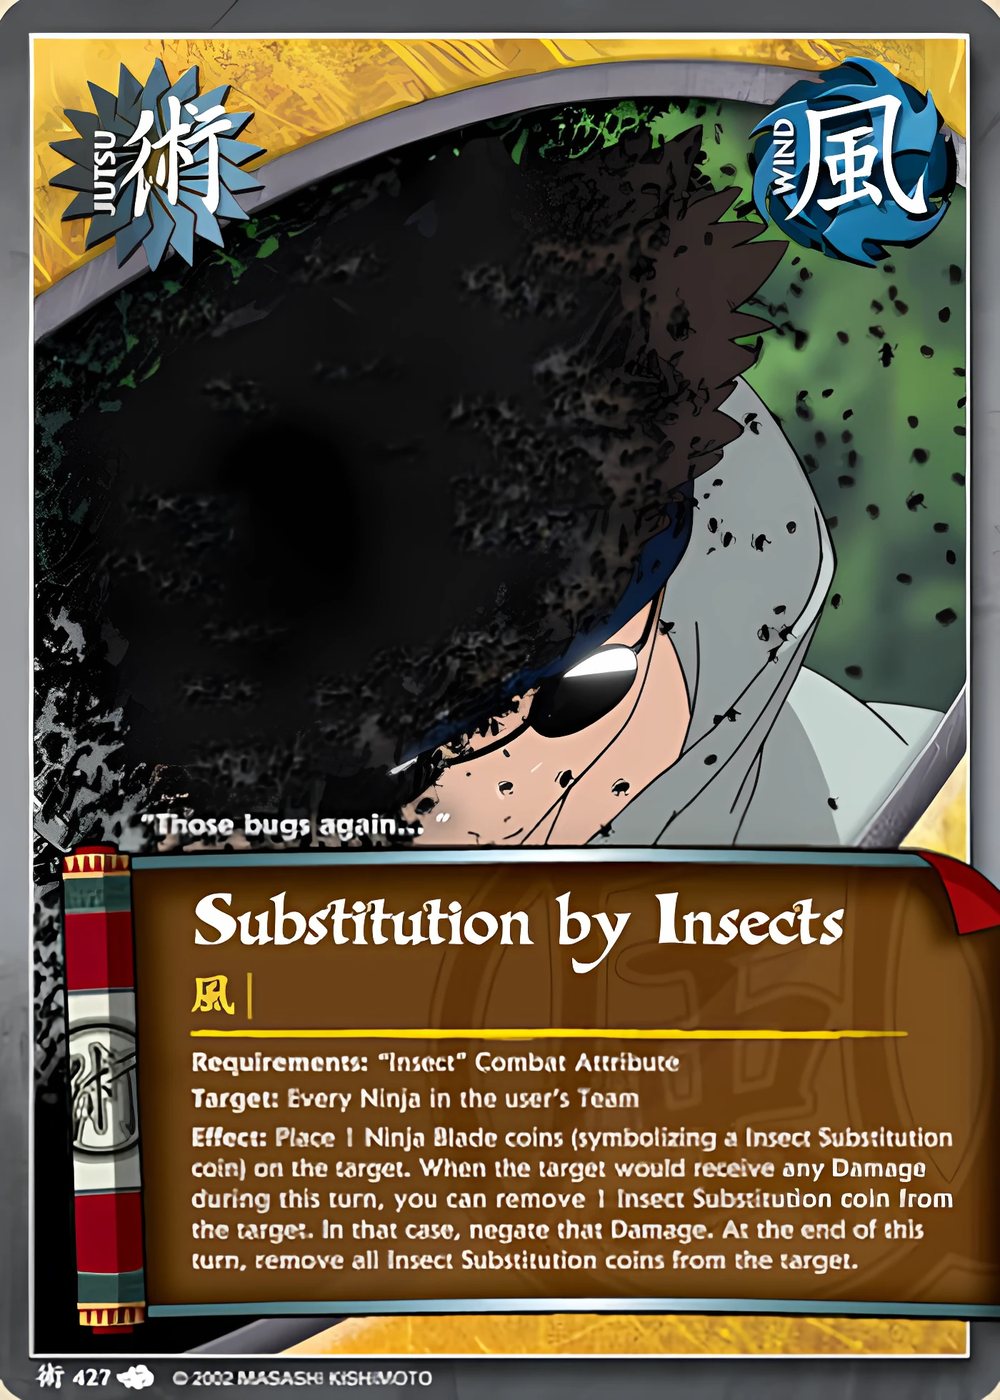 JUTSU
術
WIND
風
"Those bugs again... "
Substitution by Insects
風
Requirements: "Insect" Combat Attribute
Target: Every Ninja in the user's Team
Effect: Place 1 Ninja Blade coins (symbolizing a Insect Substitution
coin) on the target. When the target would receive any Damage
during this turn, you can remove 1 Insect Substitution coin from
the target. In that case, negate that Damage. At the end of this
turn, remove all Insect Substitution coins from the target.
術
術 427 © 2002 MASASHI KISHIMOTO